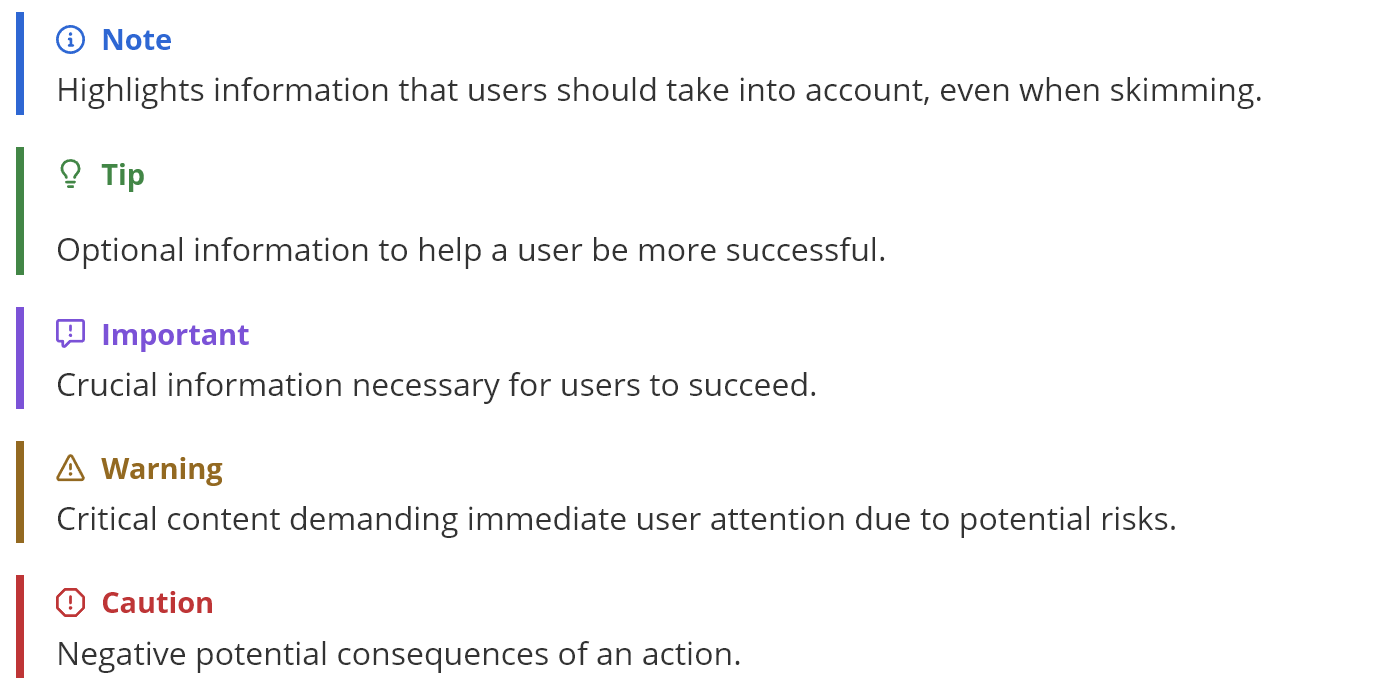 Note
Highlights information that users should take into account, even when skimming.
Tip
Optional information to help a user be more successful.
Important
Crucial information necessary for users to succeed.
Warning
Critical content demanding immediate user attention due to potential risks.
Caution
Negative potential consequences of an action.